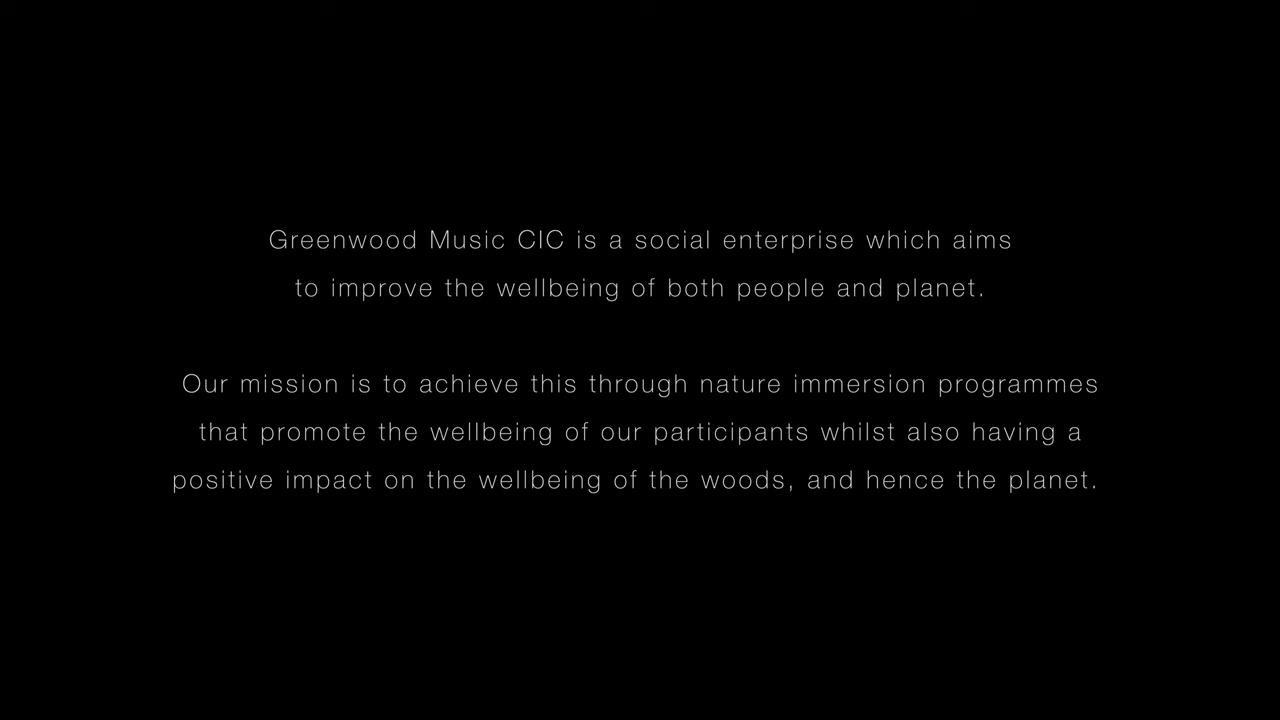 Greenwood Music CIC is a social enterprise which aims
to improve the wellbeing of both people and planet.
Our mission is to achieve this through nature immersion programmes
that promote the wellbeing of our participants whilst also having a
positive impact on the wellbeing of the woods, and hence the planet.